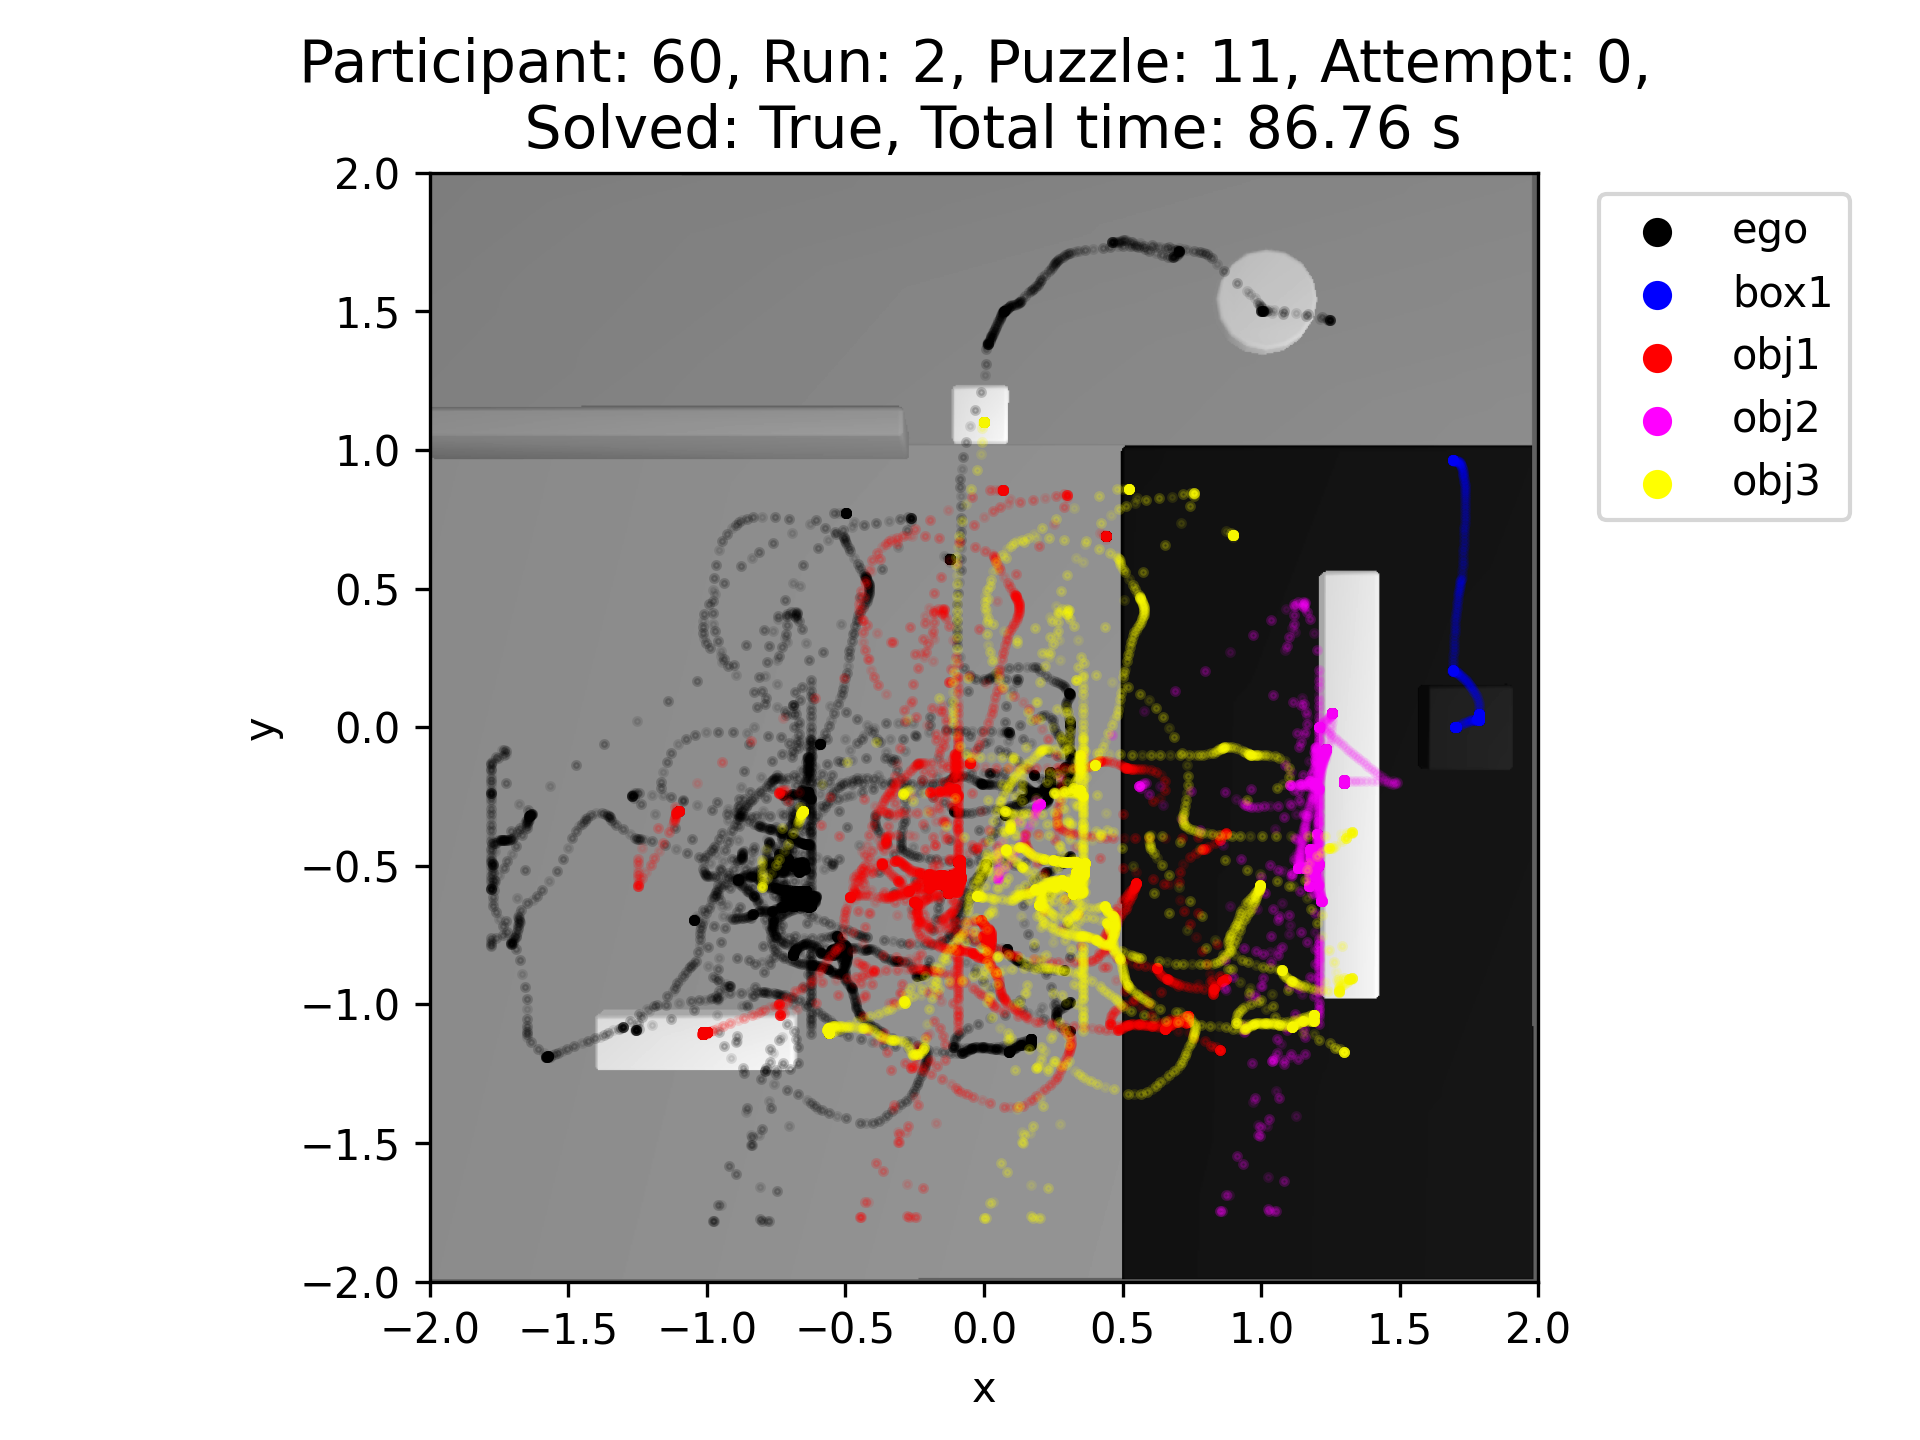 Participant: 60, Run: 2, Puzzle: 11, Attempt: 0,
Solved: True, Total time: 86.76 s
2.0
1.5
1.0
0.5
0.0
−0.5
−1.0
−1.5
−2.0
y
−2.0 −1.5 −1.0 −0.5 0.0 0.5 1.0 1.5 2.0
x
ego
box1
obj1
obj2
obj3